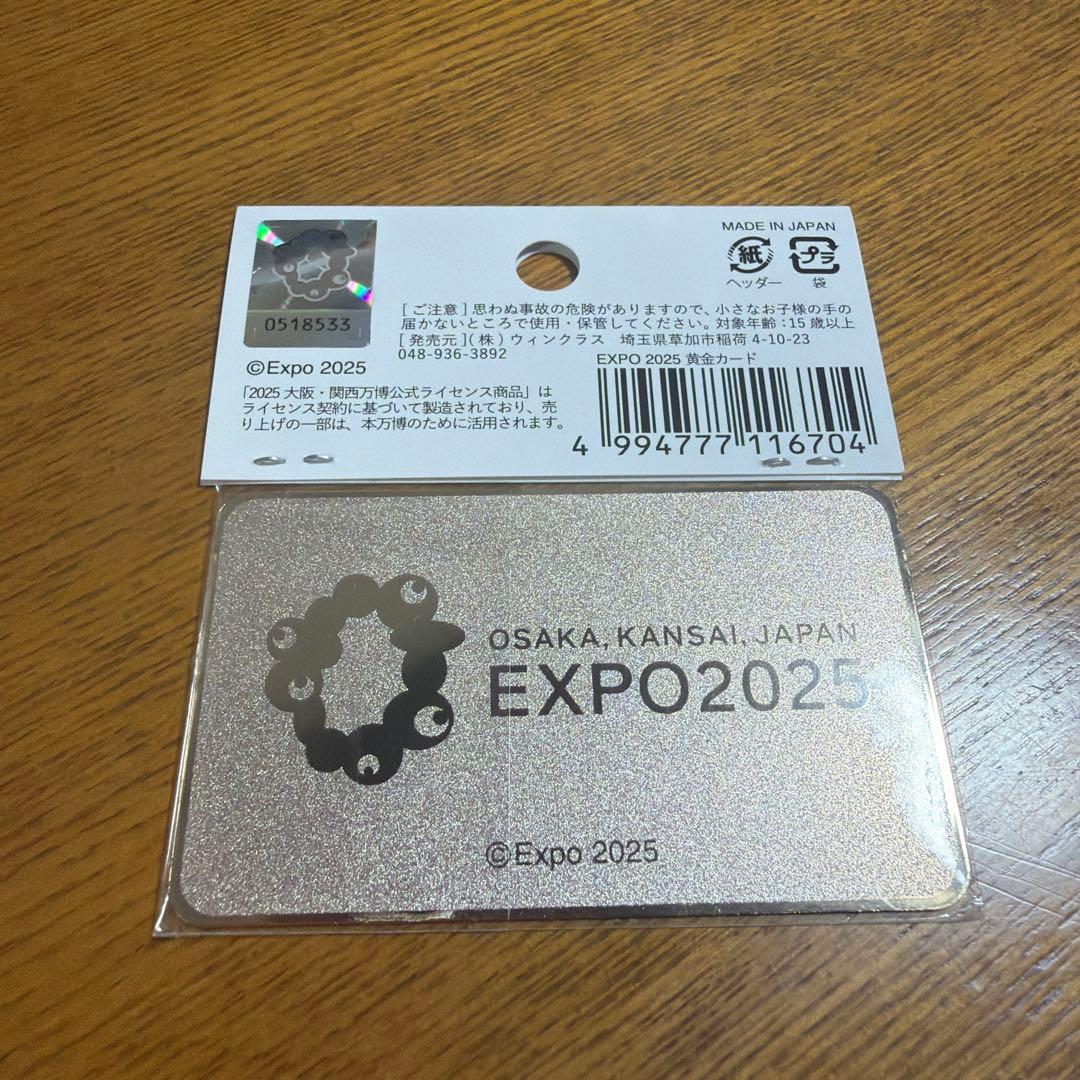 0518533
©Expo 2025
「2025 大阪・関西万博公式ライセンス商品」は
ライセンス契約に基づいて製造されており、売
り上げの一部は、本万博のために活用されます。
MADE IN JAPAN
紙 プラ
ヘッダー 袋
[ご注意] 思わぬ事故の危険がありますので、小さなお子様の手の
届かないところで使用・保管してください。対象年齢:15 歳以上
[発売元](株)ウィンクラス 埼玉県草加市稲荷 4-10-23
048-936-3892
EXPO 2025 黄金カード
4 994777 116704
OSAKA, KANSAI, JAPAN
EXPO2025
©Expo 2025